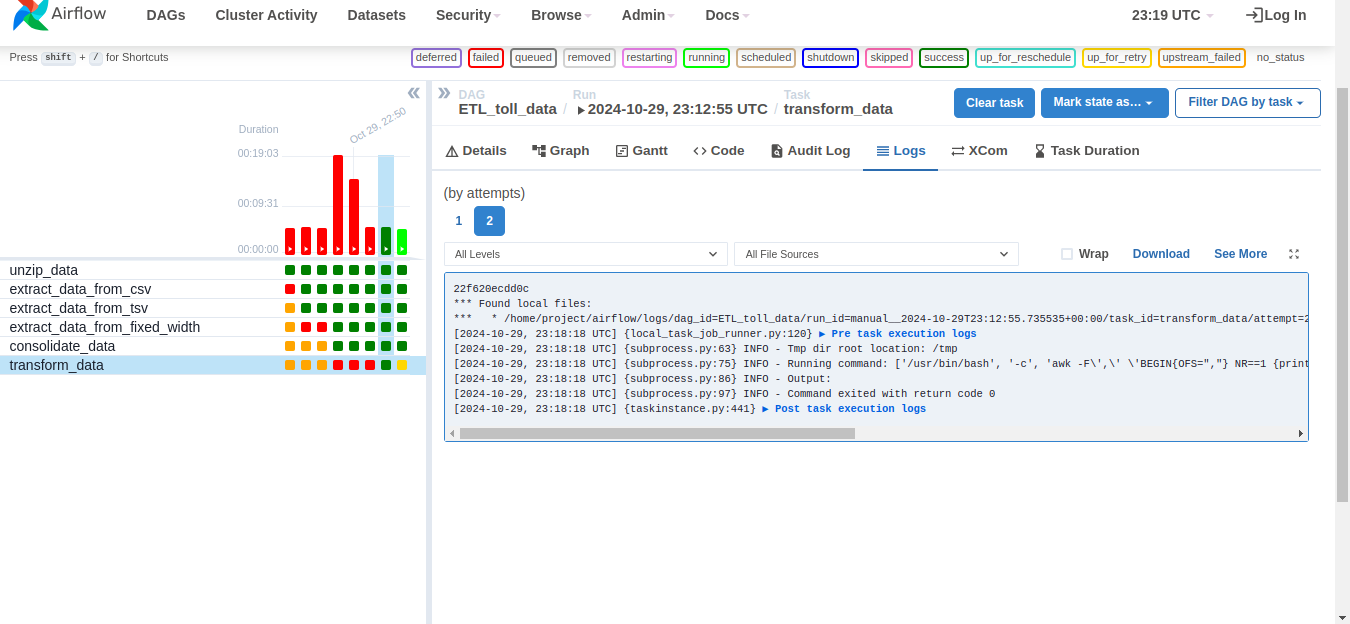 Airflow
DAGs
Cluster Activity
Datasets
Security
Browse
Admin
Docs
23:19 UTC
Log In
Press shift + / for Shortcuts
deferred
failed
queued
removed
restarting
running
scheduled
shutdown
skipped
success
up_for_reschedule
up_for_retry
upstream_failed
no_status
Duration
Oct 29, 22:50
00:19:03
00:09:31
00:00:00
unzip_data
extract_data_from_csv
extract_data_from_tsv
extract_data_from_fixed_width
consolidate_data
transform_data
DAG
ETL_toll_data
/
Run
2024-10-29, 23:12:55 UTC
/
Task
transform_data
Clear task
Mark state as…
Filter DAG by task
Details
Graph
Gantt
Code
Audit Log
Logs
XCom
Task Duration
(by attempts)
1
2
All Levels
All File Sources
Wrap
Download
See More
22f620ecdd0c
*** Found local files:
***   * /home/project/airflow/logs/dag_id=ETL_toll_data/run_id=manual__2024-10-29T23:12:55.735535+00:00/task_id=transform_data/attempt=2
[2024-10-29, 23:18:18 UTC] {local_task_job_runner.py:120} ▶ Pre task execution logs
[2024-10-29, 23:18:18 UTC] {subprocess.py:63} INFO - Tmp dir root location: /tmp
[2024-10-29, 23:18:18 UTC] {subprocess.py:75} INFO - Running command: ['/usr/bin/bash', '-c', 'awk -F\',\' \'BEGIN{OFS=","} NR==1 {print
[2024-10-29, 23:18:18 UTC] {subprocess.py:86} INFO - Output:
[2024-10-29, 23:18:18 UTC] {subprocess.py:97} INFO - Command exited with return code 0
[2024-10-29, 23:18:18 UTC] {taskinstance.py:441} ▶ Post task execution logs